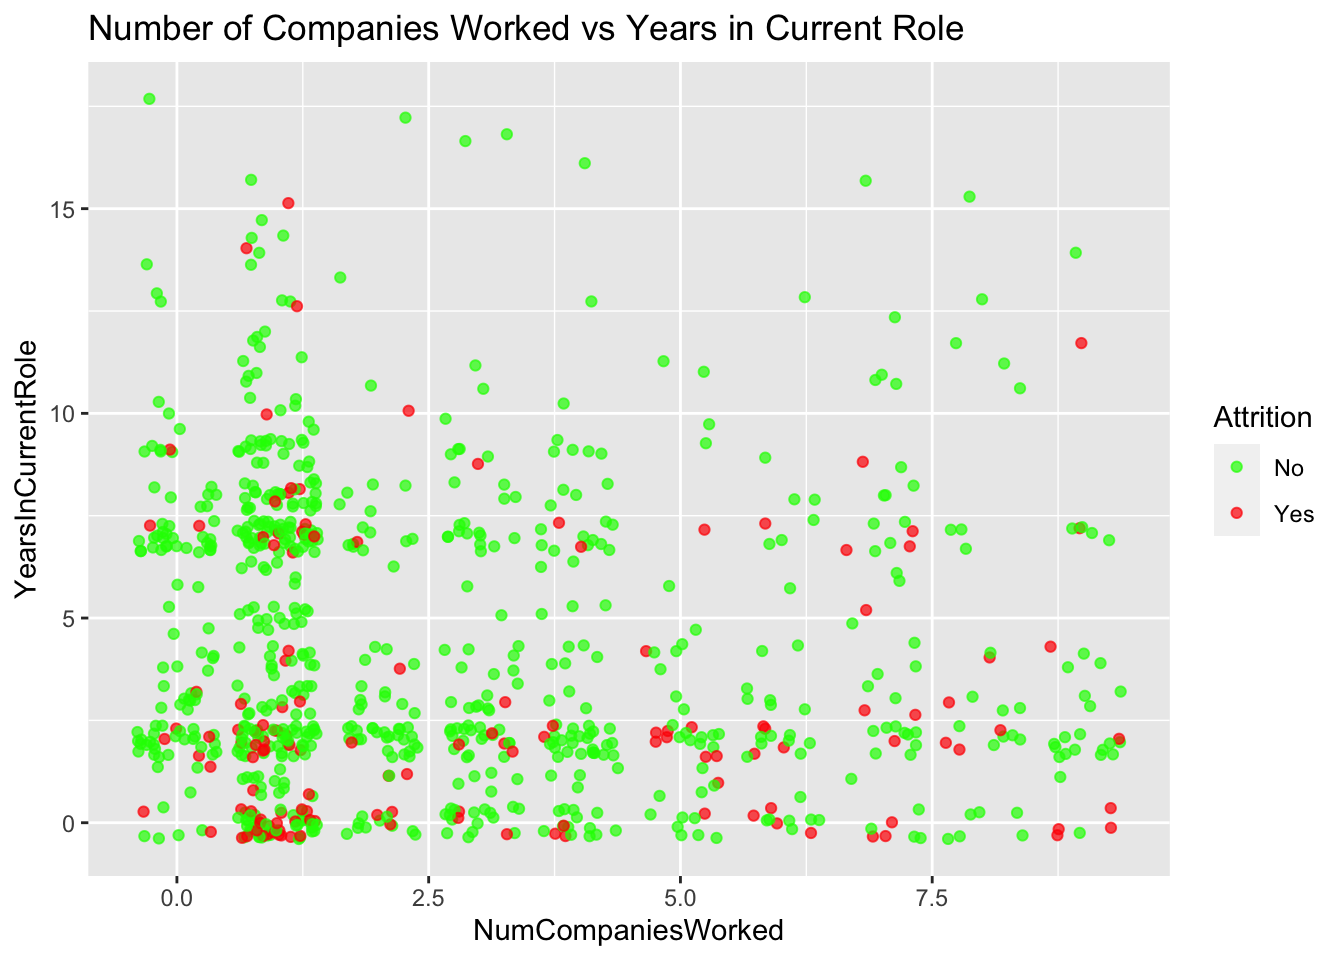 Number of Companies Worked vs Years in Current Role
YearsInCurrentRole
15
10
5
0
0.0
2.5
5.0
7.5
NumCompaniesWorked
Attrition
No
Yes